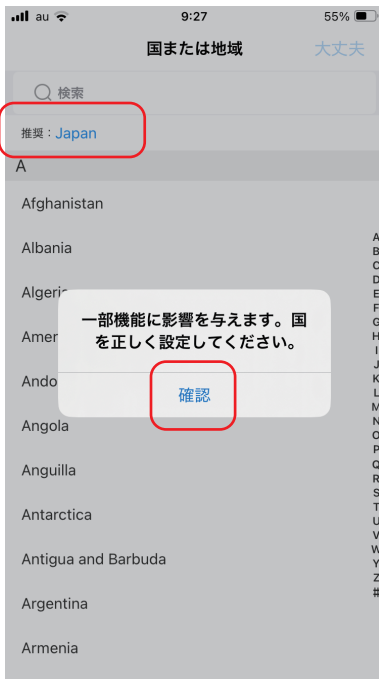 au 9:27 55%
国または地域 大丈夫
検索
推奨：Japan
A
Afghanistan
Albania
Algeri
Amer
Ando
一部機能に影響を与えます。国
を正しく設定してください。
確認
Angola
Anguilla
Antarctica
Antigua and Barbuda
Argentina
Armenia
A
B
C
D
E
F
G
H
I
J
K
L
M
N
O
P
Q
R
S
T
U
V
W
Y
Z
#